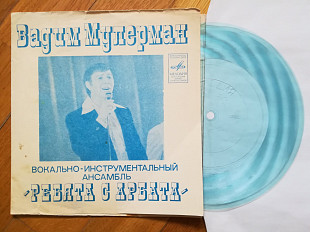 Вадим Мулерман
ВОКАЛЬНО-ИНСТРУМЕНТАЛЬНЫЙ
АНСАМБЛЬ
«РЕБЯТА С АРБАТА»